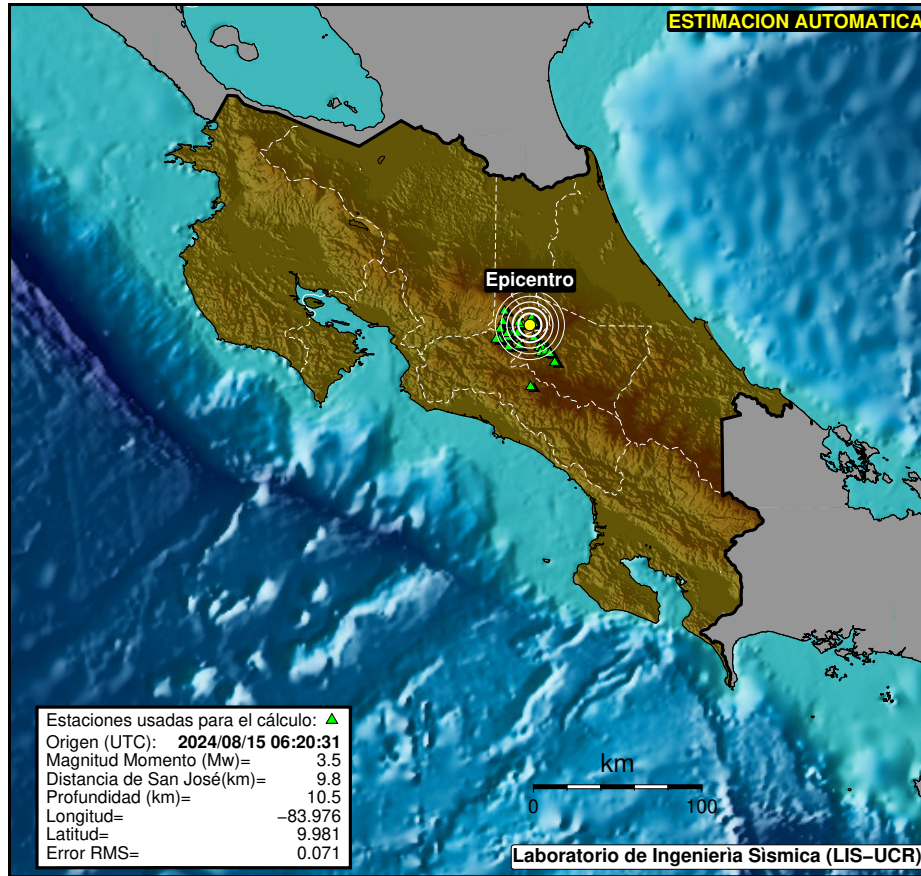 ESTIMACION AUTOMATICA
Epicentro
Estaciones usadas para el cálculo:
Origen (UTC): 2024/08/15 06:20:31
Magnitud Momento (Mw)= 3.5
Distancia de San José(km)= 9.8
Profundidad (km)= 10.5
Longitud= −83.976
Latitud= 9.981
Error RMS= 0.071
km
0 100
Laboratorio de Ingenierìa Sìsmica (LIS−UCR)